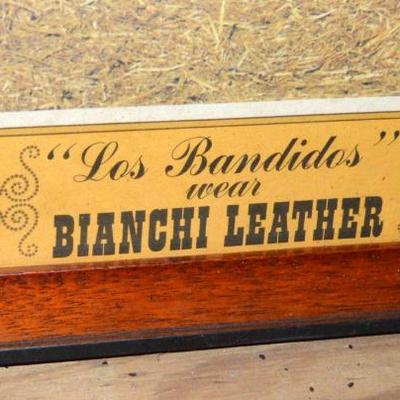 "Los Bandidos"
wear
BIANCHI LEATHER